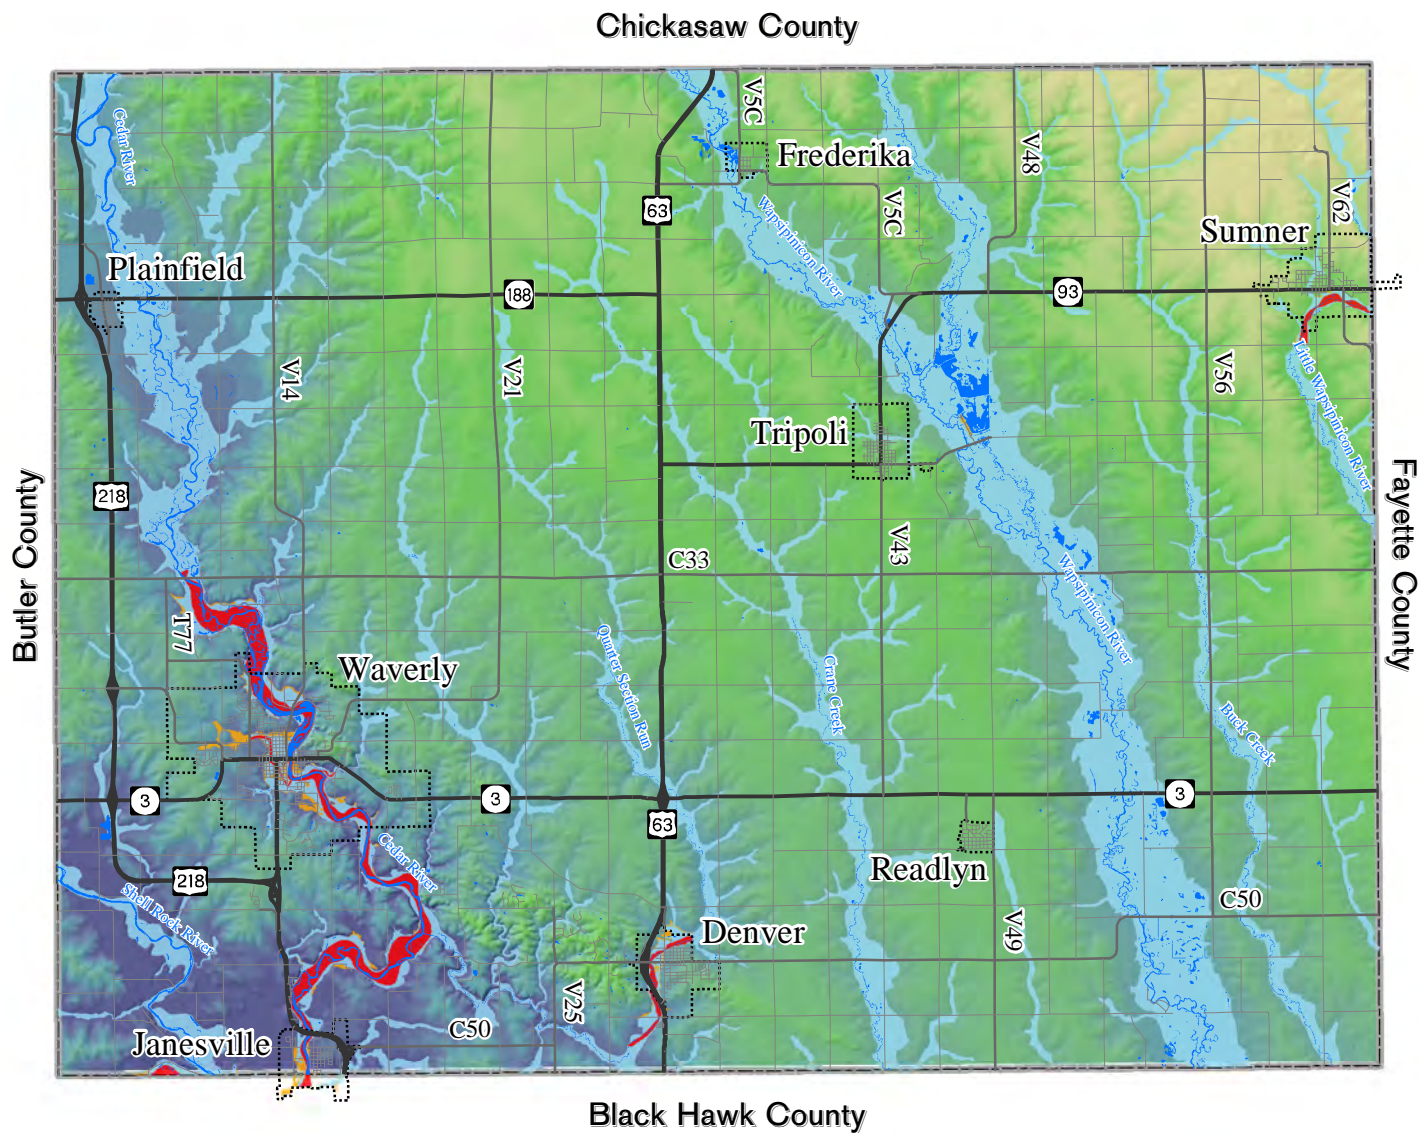 Chickasaw County
V5C
Cedar River
Frederika
V48
V62
63
Wapsipinicon River
V5C
Sumner
Plainfield
188
93
V14
V21
V56
Little Wapsipinicon River
Tripoli
218
Butler County
Fayette County
V43
C33
Wapsipinicon River
T77
Waverly
Quarter Section Run
Crane Creek
Buck Creek
3
3
3
63
Cedar River
Readlyn
218
C50
Shell Rock River
Denver
V49
V25
C50
Janesville
Black Hawk County